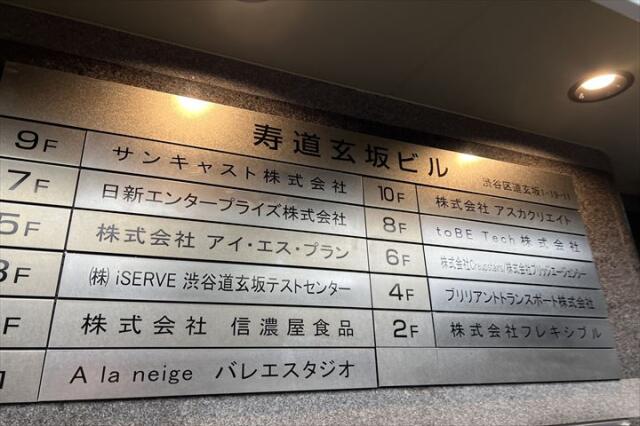 寿道玄坂ビル
渋谷区道玄坂1-19-11
9F サンキャスト株式会社
10F 株式会社 アスカクリエイト
7F 日新エンタープライズ株式会社
8F toBE Tech 株式会社
5F 株式会社 アイ・エス・プラン
6F
3F ㈱ iSERVE 渋谷道玄坂テストセンター
4F ブリリアントトランスポート株式会社
F 株式会社 信濃屋食品
2F 株式会社フレキシブル
A la neige バレエスタジオ